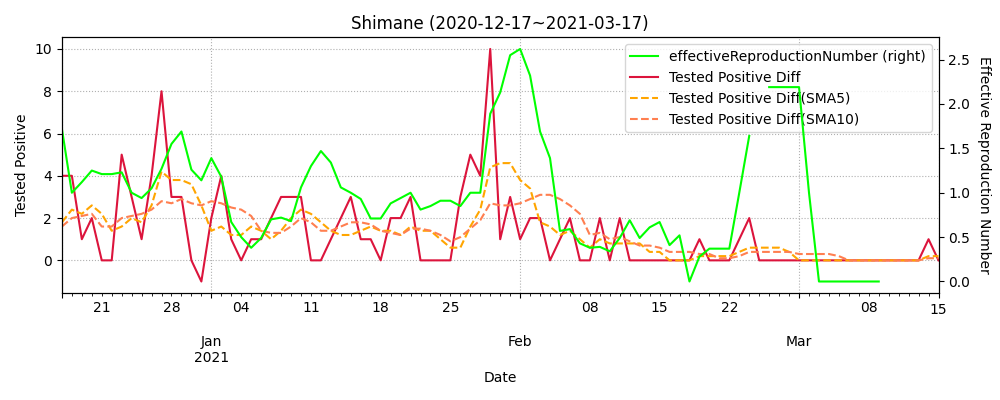 Shimane (2020-12-17~2021-03-17)
effectiveReproductionNumber (right)
Tested Positive Diff
Tested Positive Diff(SMA5)
Tested Positive Diff(SMA10)
Tested Positive
10
8
6
4
2
0
Effective Reproduction Number
2.5
2.0
1.5
1.0
0.5
0.0
21 28 04 11 18 25 08 15 22 08 15
Jan Feb Mar
2021
Date